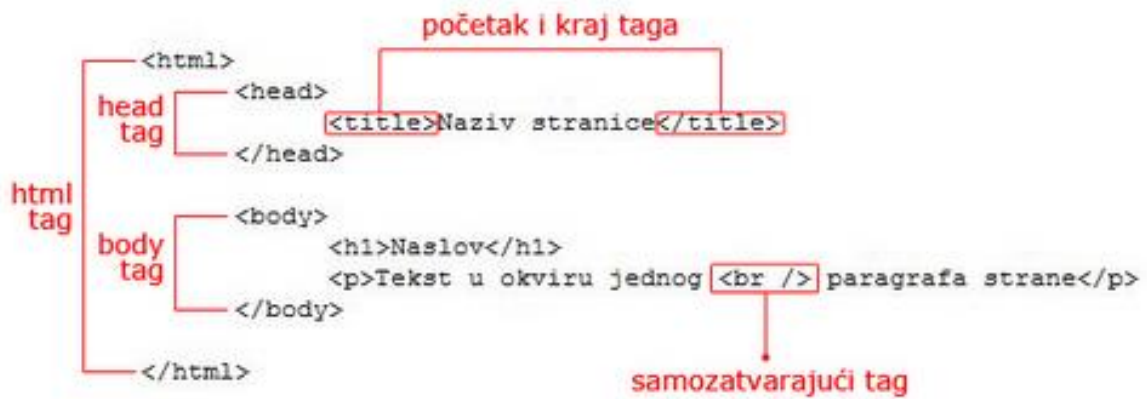 početak i kraj taga
<html>
<head>
head
tag
<title>Naziv stranice</title>
</head>
html
tag
<body>
body
tag
<h1>Naslov</h1>
<p>Tekst u okviru jednog <br /> paragrafa strane</p>
</body>
</html>
samozatvarajući tag